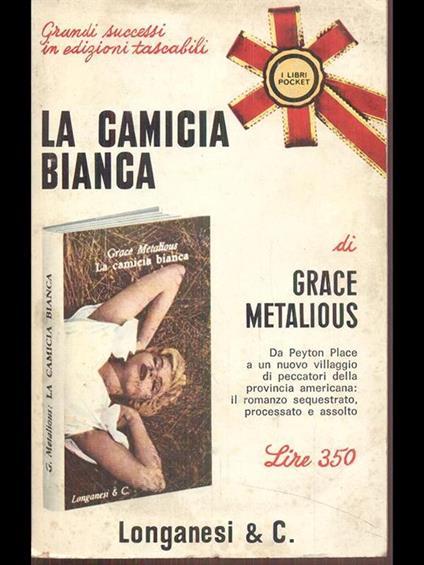 Grandi successi
in edizioni tascabili
I LIBRI
POCKET
LA CAMICIA
BIANCA
Grace Metalious
La camicia bianca
G. Metalious: LA CAMICIA BIANCA
Longanesi & C.
di
GRACE
METALIOUS
Da Peyton Place
a un nuovo villaggio
di peccatori della
provincia americana:
il romanzo sequestrato,
processato e assolto
Lire 350
Longanesi & C.